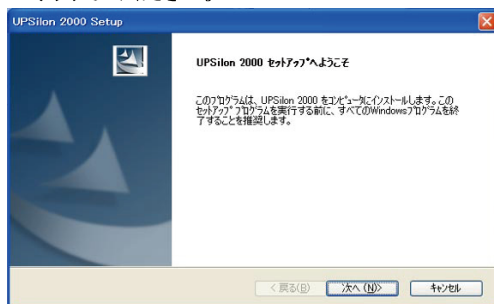 UPSilon 2000 Setup
UPSilon 2000 ｾｯﾄｱｯﾌﾟへようこそ
このﾌﾟﾛｸﾞﾗﾑは、UPSilon 2000 をｺﾝﾋﾟｭｰﾀにｲﾝｽﾄｰﾙします。この
ｾｯﾄｱｯﾌﾟ ﾌﾟﾛｸﾞﾗﾑを実行する前に、すべてのWindowsﾌﾟﾛｸﾞﾗﾑを終
了することを推奨します。
< 戻る(B) 次へ (N)> ｷｬﾝｾﾙ